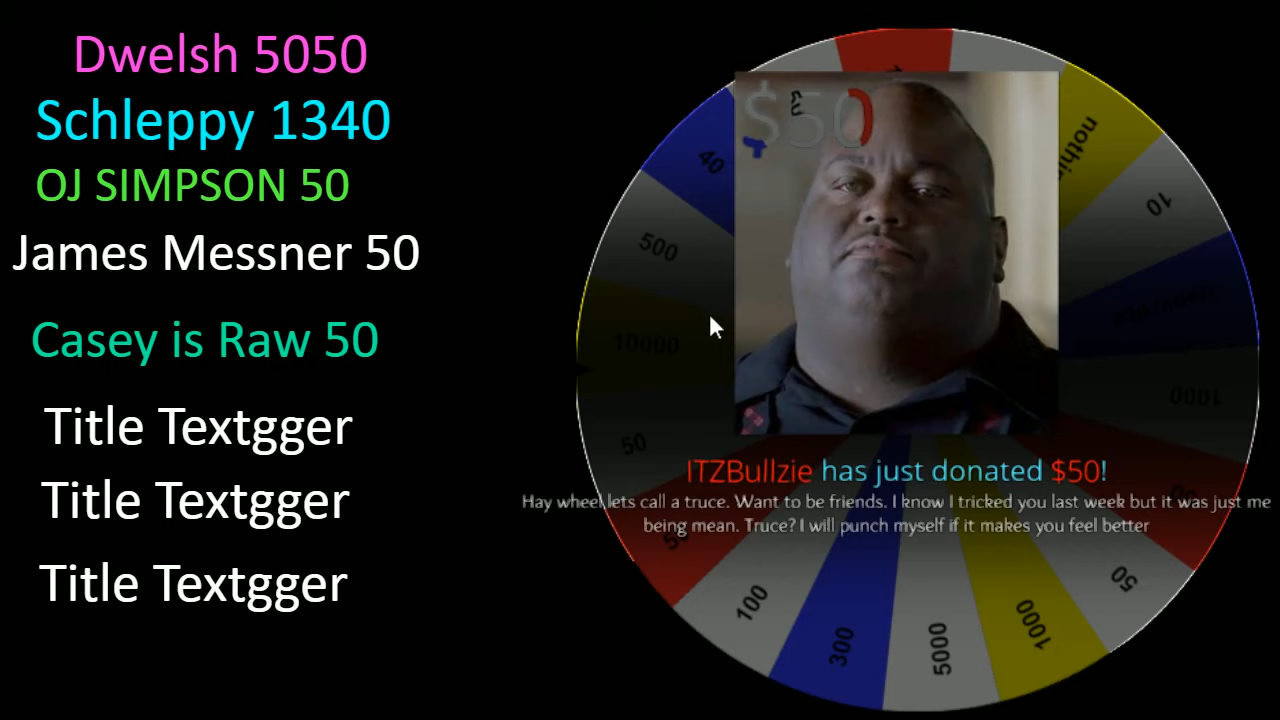 Dwelsh 5050
Schleppy 1340
OJ SIMPSON 50
James Messner 50
Casey is Raw 50
Title Textgger
Title Textgger
Title Textgger
$50
nothi
40
10
500
10000
1000
50
ITZBullzie has just donated $50!
Hay wheel lets call a truce. Want to be friends. I know I tricked you last week but it was just me
being mean. Truce? I will punch myself if it makes you feel better
50
100
300
5000
1000
50